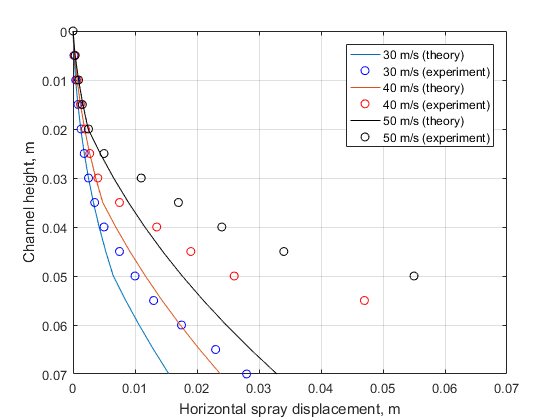 0
0.01
0.02
0.03
0.04
0.05
0.06
0.07
Channel height, m
30 m/s (theory)
30 m/s (experiment)
40 m/s (theory)
40 m/s (experiment)
50 m/s (theory)
50 m/s (experiment)
0 0.01 0.02 0.03 0.04 0.05 0.06 0.07
Horizontal spray displacement, m